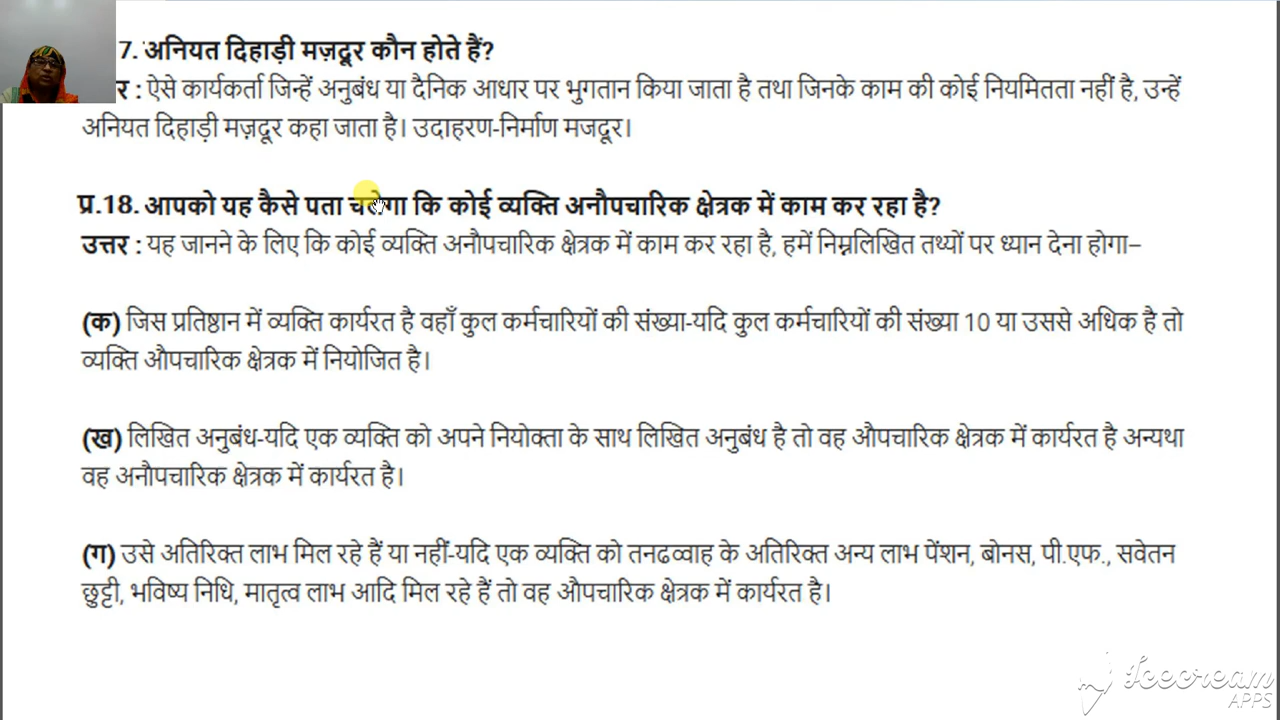 7. अनियत दिहाड़ी मज़दूर कौन होते हैं?
र : ऐसे कार्यकर्ता जिन्हें अनुबंध या दैनिक आधार पर भुगतान किया जाता है तथा जिनके काम की कोई नियमितता नहीं है, उन्हें
अनियत दिहाड़ी मज़दूर कहा जाता है। उदाहरण-निर्माण मजदूर।
प्र.18. आपको यह कैसे पता चलेगा कि कोई व्यक्ति अनौपचारिक क्षेत्रक में काम कर रहा है?
उत्तर : यह जानने के लिए कि कोई व्यक्ति अनौपचारिक क्षेत्रक में काम कर रहा है, हमें निम्नलिखित तथ्यों पर ध्यान देना होगा–
(क) जिस प्रतिष्ठान में व्यक्ति कार्यरत है वहाँ कुल कर्मचारियों की संख्या-यदि कुल कर्मचारियों की संख्या 10 या उससे अधिक है तो
व्यक्ति औपचारिक क्षेत्रक में नियोजित है।
(ख) लिखित अनुबंध-यदि एक व्यक्ति को अपने नियोक्ता के साथ लिखित अनुबंध है तो वह औपचारिक क्षेत्रक में कार्यरत है अन्यथा
वह अनौपचारिक क्षेत्रक में कार्यरत है।
(ग) उसे अतिरिक्त लाभ मिल रहे हैं या नहीं-यदि एक व्यक्ति को तनढव्वाह के अतिरिक्त अन्य लाभ पेंशन, बोनस, पी.एफ., सवेतन
छुट्टी, भविष्य निधि, मातृत्व लाभ आदि मिल रहे हैं तो वह औपचारिक क्षेत्रक में कार्यरत है।
Icecream
APPS